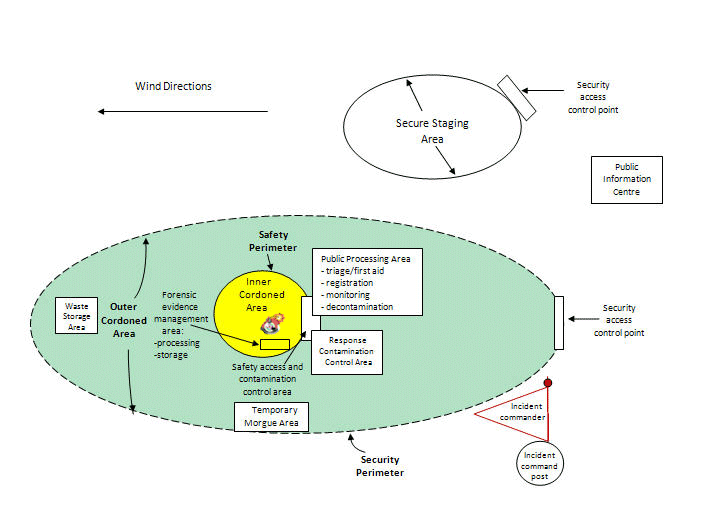 Wind Directions
Secure Staging
Area
Security
access
control point
Public
Information
Centre
Safety
Perimeter
Public Processing Area
- triage/first aid
- registration
- monitoring
- decontamination
Inner
Cordoned
Area
Waste
Storage
Area
Outer
Cordoned
Area
Forensic
evidence
management
area:
-processing
-storage
Security
access
control point
Response
Contamination
Control Area
Safety access and
contamination
control area
Temporary
Morgue Area
Incident
commander
Security
Perimeter
Incident
command
post